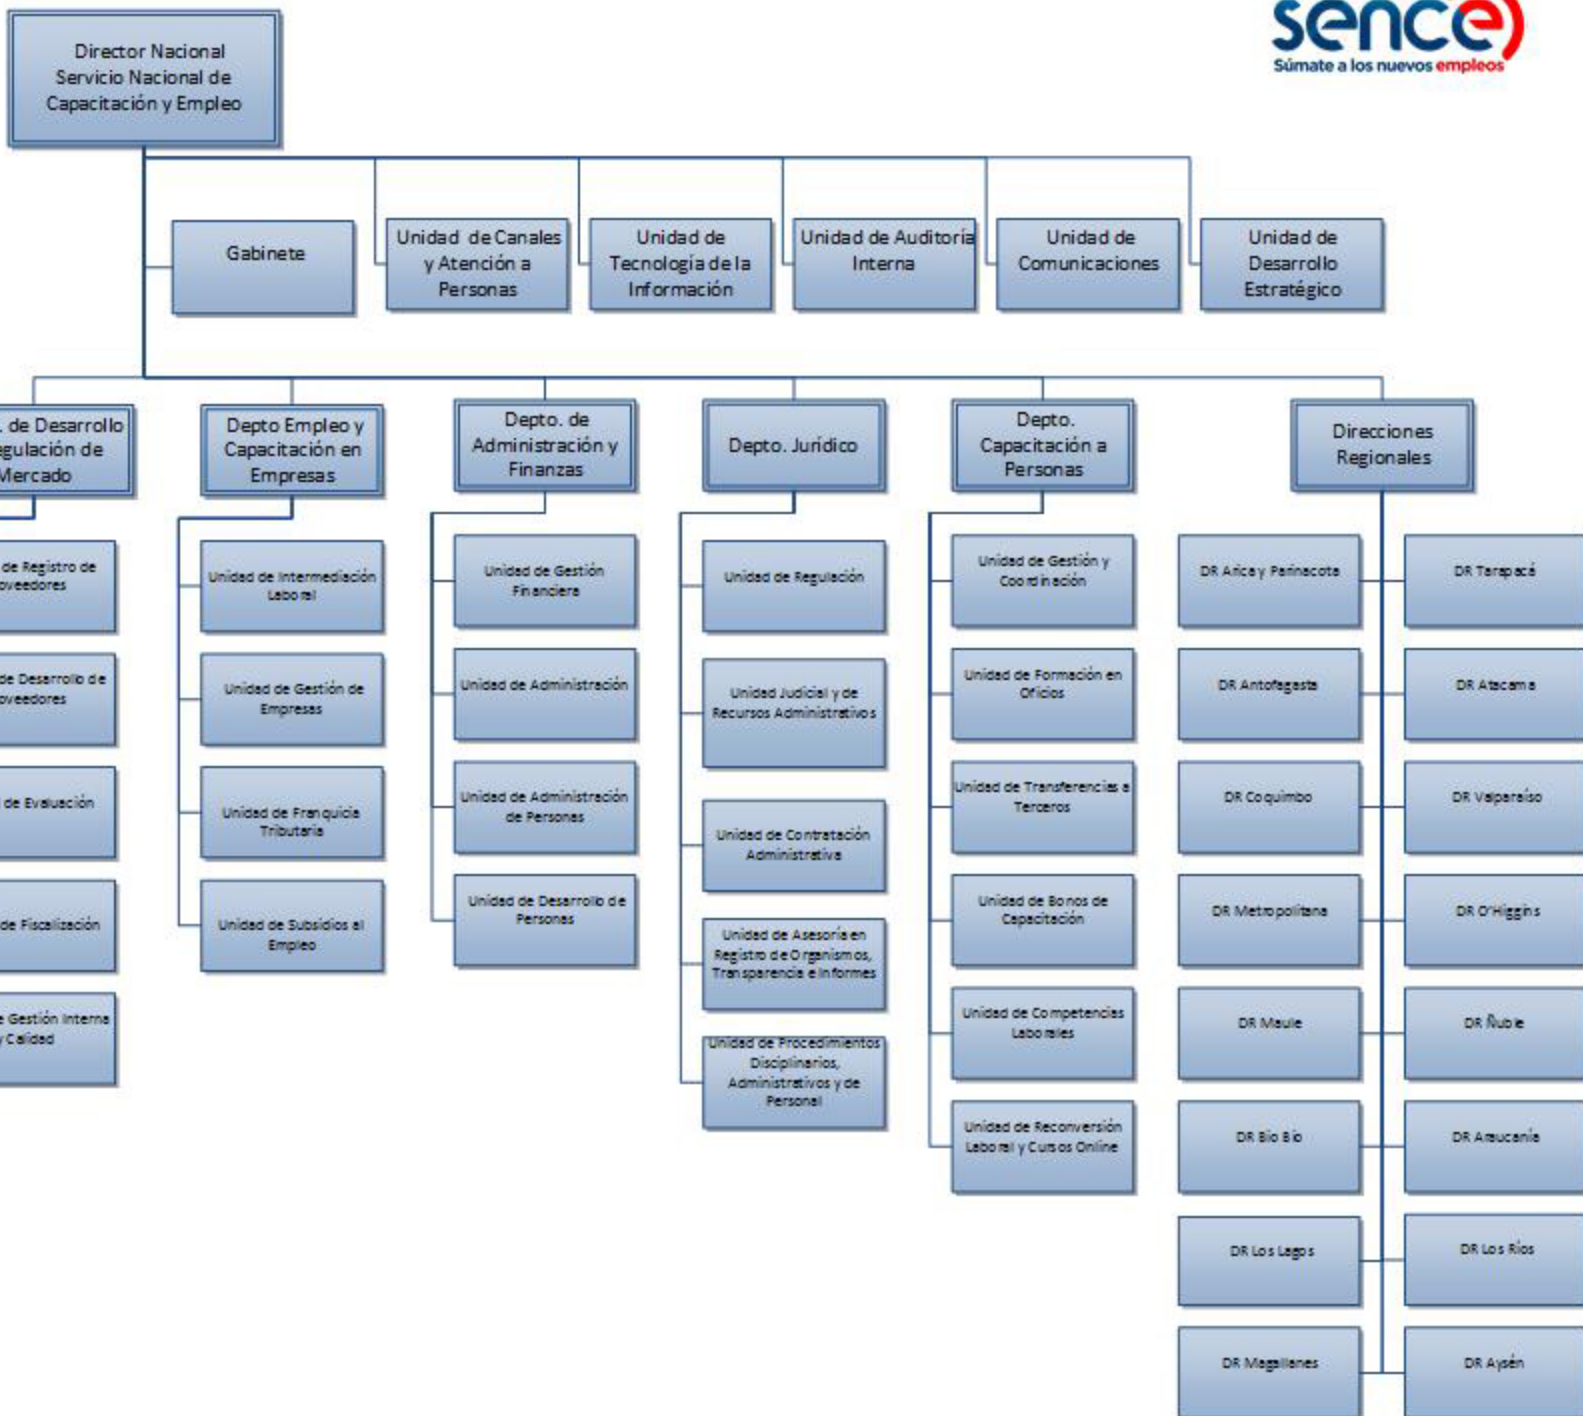 sence
Súmate a los nuevos empleos
Director Nacional
Servicio Nacional de
Capacitación y Empleo
Gabinete
Unidad de Canales
y Atención a
Personas
Unidad de
Tecnología de la
Información
Unidad de Auditoría
Interna
Unidad de
Comunicaciones
Unidad de
Desarrollo
Estratégico
. de Desarrollo
egulación de
Mercado
Depto Empleo y
Capacitación en
Empresas
Depto. de
Administración y
Finanzas
Depto. Jurídico
Depto.
Capacitación a
Personas
Direcciones
Regionales
de Registro de
oveedores
de Desarrollo de
oveedores
de Evaluación
de Fiscalización
e Gestión Interna
y Calidad
Unidad de Intermediación
Laboral
Unidad de Gestión de
Empresas
Unidad de Franquicia
Tributaria
Unidad de Subsidios al
Empleo
Unidad de Gestión
Financiera
Unidad de Administración
Unidad de Administración
de Personas
Unidad de Desarrollo de
Personas
Unidad de Regulación
Unidad Judicial y de
Recursos Administrativos
Unidad de Contratación
Administrativa
Unidad de Asesoría en
Registro de Organismos,
Transparencia e Informes
Unidad de Procedimientos
Disciplinarios,
Administrativos y de
Personal
Unidad de Gestión y
Coordinación
Unidad de Formación en
Oficios
Unidad de Transferencias a
Terceros
Unidad de Bonos de
Capacitación
Unidad de Competencias
Laborales
Unidad de Reconversión
Laboral y Cursos Online
DR Arica y Parinacota
DR Tarapacá
DR Antofagasta
DR Atacama
DR Coquimbo
DR Valparaíso
DR Metropolitana
DR O'Higgins
DR Maule
DR Ñuble
DR Bío Bío
DR Araucanía
DR Los Lagos
DR Los Ríos
DR Magallanes
DR Aysén